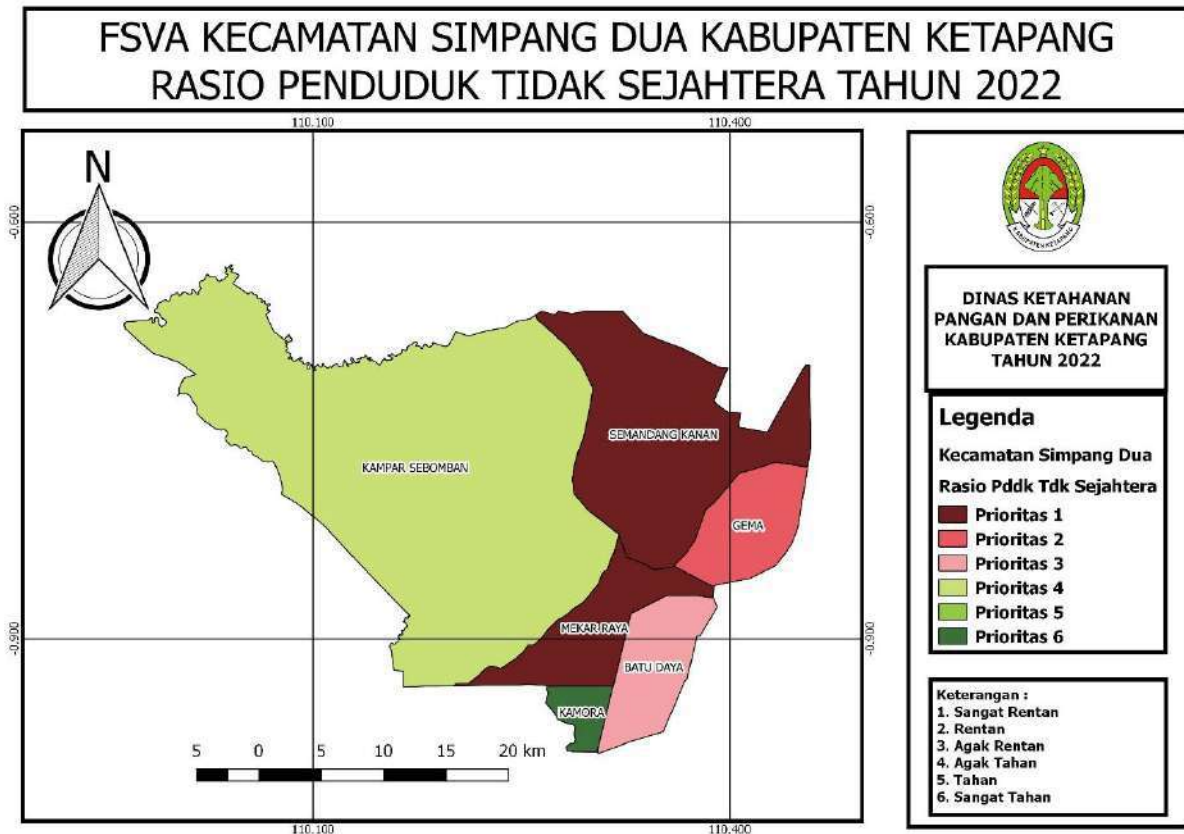 FSVA KECAMATAN SIMPANG DUA KABUPATEN KETAPANG
RASIO PENDUDUK TIDAK SEJAHTERA TAHUN 2022
110.100
110.400
-0.600
-0.600
N
SEMANDANG KANAN
KAMPAR SEBOMBAN
GEMA
MEKAR RAYA
-0.900
-0.900
BATU DAYA
KAMORA
5 0 5 10 15 20 km
110.100
110.400
KABUPATEN KETAPANG
DINAS KETAHANAN
PANGAN DAN PERIKANAN
KABUPATEN KETAPANG
TAHUN 2022
Legenda
Kecamatan Simpang Dua
Rasio Pddk Tdk Sejahtera
Prioritas 1
Prioritas 2
Prioritas 3
Prioritas 4
Prioritas 5
Prioritas 6
Keterangan :
1. Sangat Rentan
2. Rentan
3. Agak Rentan
4. Agak Tahan
5. Tahan
6. Sangat Tahan